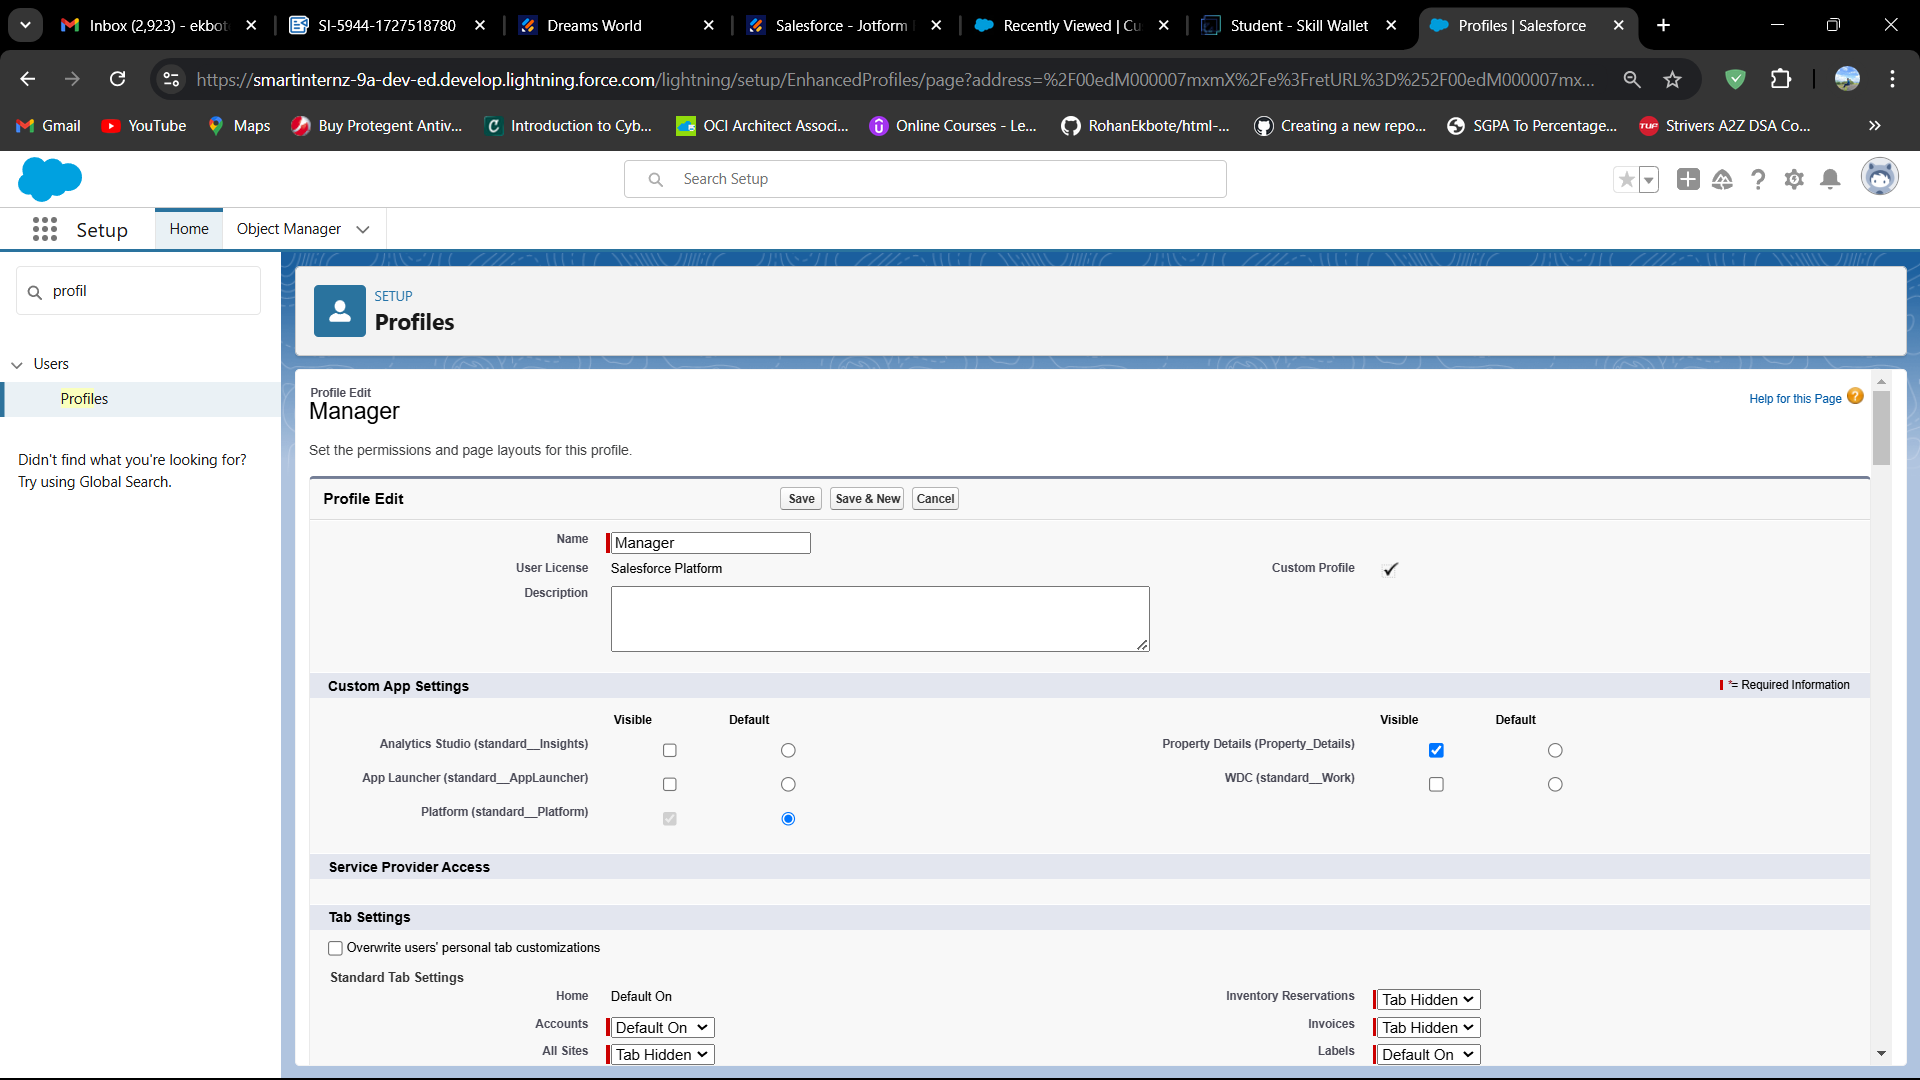 Inbox (2,923) - ekbot
SI-5944-1727518780
Dreams World
Salesforce - Jotform
Recently Viewed | Cu
Student - Skill Wallet
Profiles | Salesforce
https://smartinternz-9a-dev-ed.develop.lightning.force.com/lightning/setup/EnhancedProfiles/page?address=%2F00edM000007mxmX%2Fe%3FretURL%3D%252F00edM000007mx...
Gmail
YouTube
Maps
Buy Protegent Antiv...
Introduction to Cyb...
OCI Architect Associ...
Online Courses - Le...
RohanEkbote/html-...
Creating a new repo...
SGPA To Percentage...
TUF
Strivers A2Z DSA Co...
Search Setup
Setup
Home
Object Manager
profil
Users
Profiles
Didn't find what you're looking for?
Try using Global Search.
SETUP
Profiles
Profile Edit
Manager
Help for this Page
Set the permissions and page layouts for this profile.
Profile Edit
Save
Save & New
Cancel
Name
Manager
User License
Salesforce Platform
Custom Profile
Description
Custom App Settings
*= Required Information
Visible
Default
Visible
Default
Analytics Studio (standard__Insights)
Property Details (Property_Details)
App Launcher (standard__AppLauncher)
WDC (standard__Work)
Platform (standard__Platform)
Service Provider Access
Tab Settings
Overwrite users' personal tab customizations
Standard Tab Settings
Home
Default On
Inventory Reservations
Tab Hidden
Accounts
Default On
Invoices
Tab Hidden
All Sites
Tab Hidden
Labels
Default On